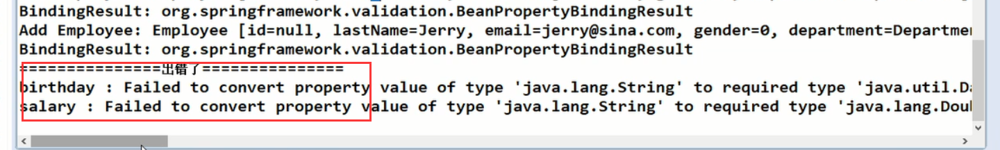 BindingResult: org.springframework.validation.BeanPropertyBindingResult
Add Employee: Employee [id=null, lastName=Jerry, email=jerry@sina.com, gender=0, department=Departme
BindingResult: org.springframework.validation.BeanPropertyBindingResult
===============出错了===============
birthday : Failed to convert property value of type 'java.lang.String' to required type 'java.util.Da
salary : Failed to convert property value of type 'java.lang.String' to required type 'java.lang.Dou